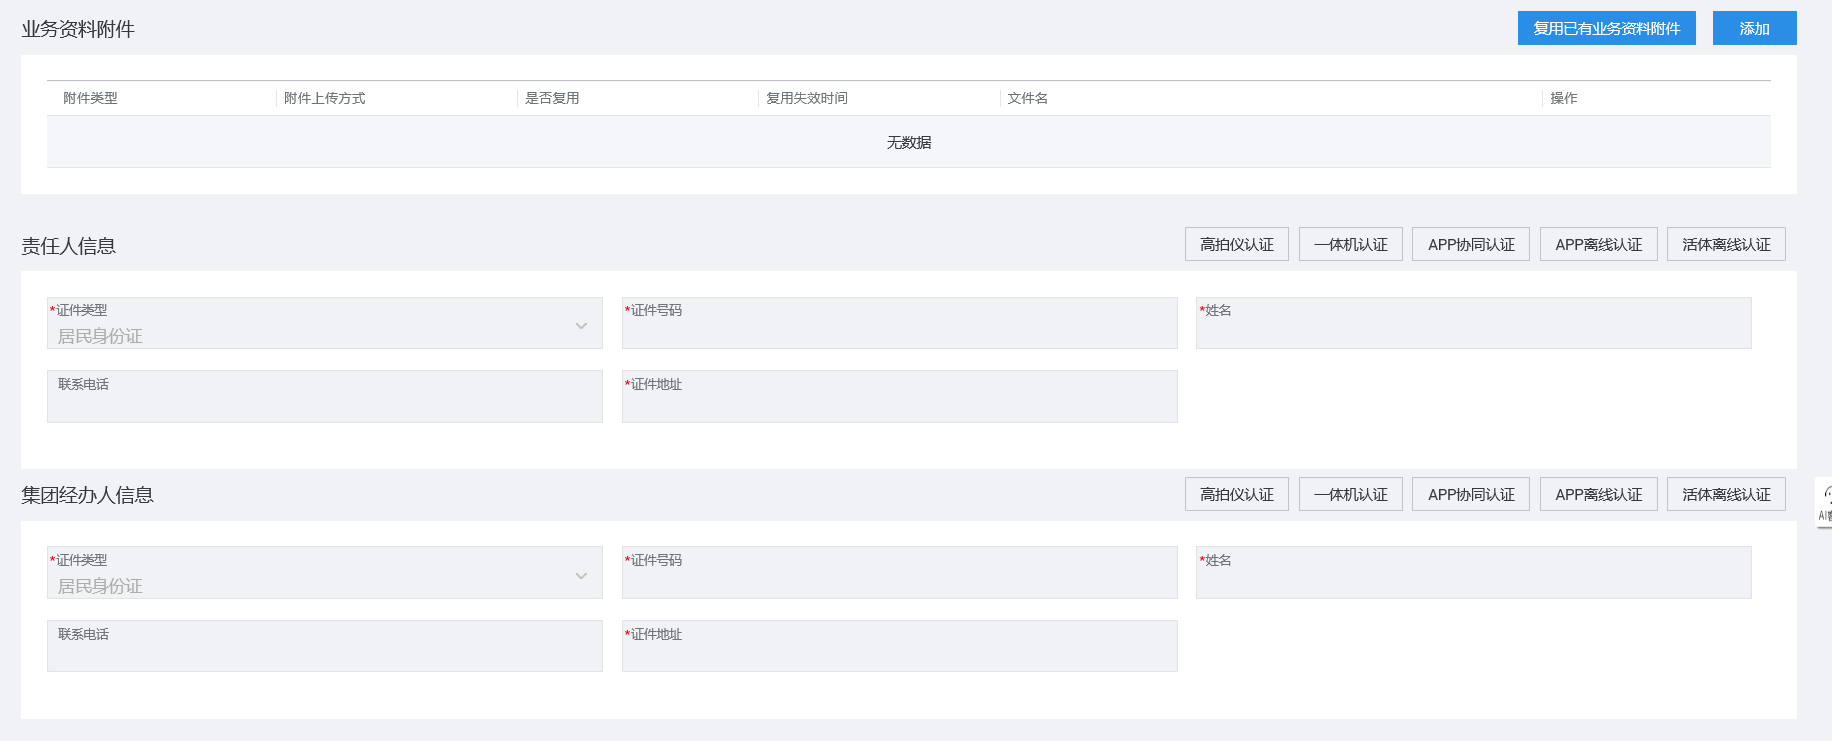 业务资料附件
复用已有业务资料附件 添加
附件类型 附件上传方式 是否复用 复用失效时间 文件名 操作
无数据
责任人信息
高拍仪认证 一体机认证 APP协同认证 APP离线认证 活体离线认证
*证件类型 *证件号码 *姓名
居民身份证
联系电话 *证件地址
集团经办人信息
高拍仪认证 一体机认证 APP协同认证 APP离线认证 活体离线认证
AI
*证件类型 *证件号码 *姓名
居民身份证
联系电话 *证件地址